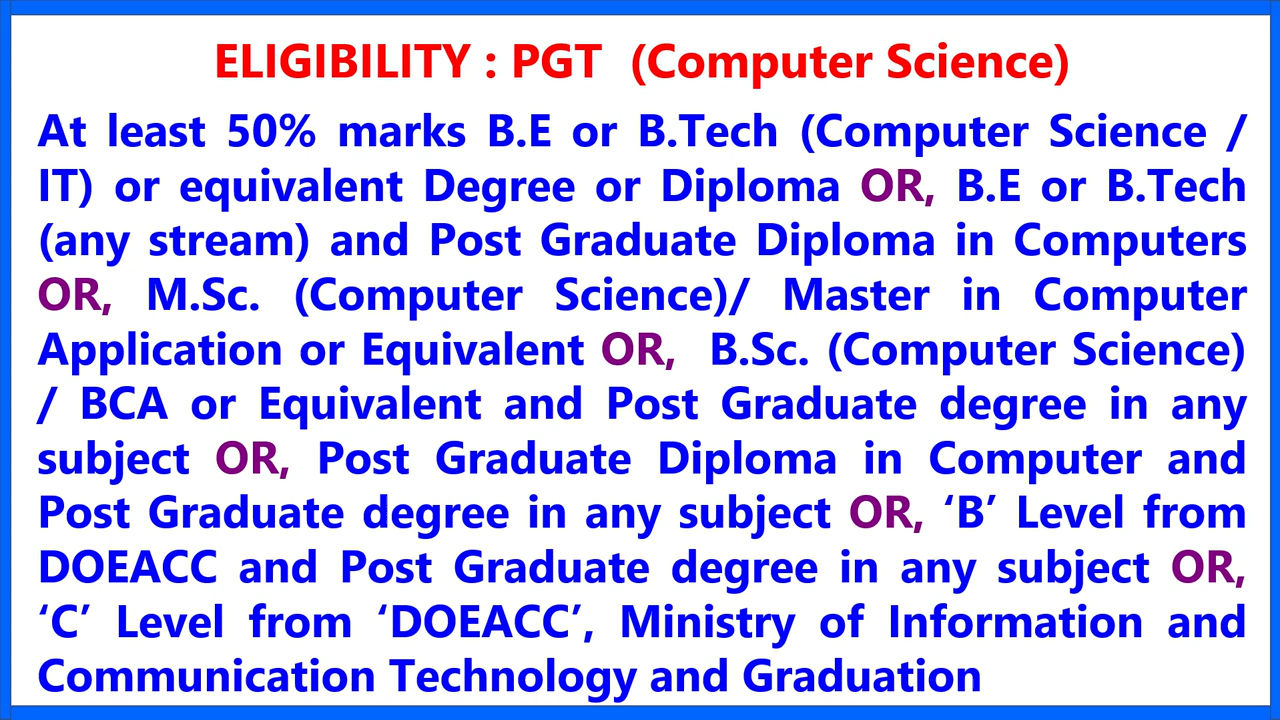 ELIGIBILITY : PGT (Computer Science)
At least 50% marks B.E or B.Tech (Computer Science /
IT) or equivalent Degree or Diploma OR, B.E or B.Tech
(any stream) and Post Graduate Diploma in Computers
OR, M.Sc. (Computer Science)/ Master in Computer
Application or Equivalent OR, B.Sc. (Computer Science)
/ BCA or Equivalent and Post Graduate degree in any
subject OR, Post Graduate Diploma in Computer and
Post Graduate degree in any subject OR, ‘B’ Level from
DOEACC and Post Graduate degree in any subject OR,
‘C’ Level from ‘DOEACC’, Ministry of Information and
Communication Technology and Graduation